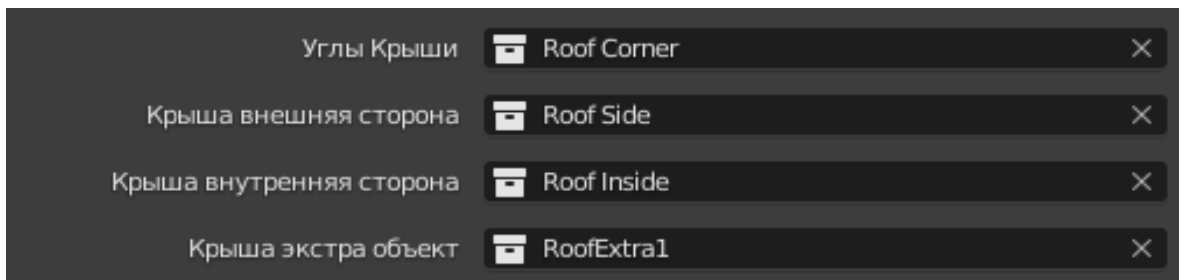 Углы Крыши Roof Corner
Крыша внешняя сторона Roof Side
Крыша внутренняя сторона Roof Inside
Крыша экстра объект RoofExtra1